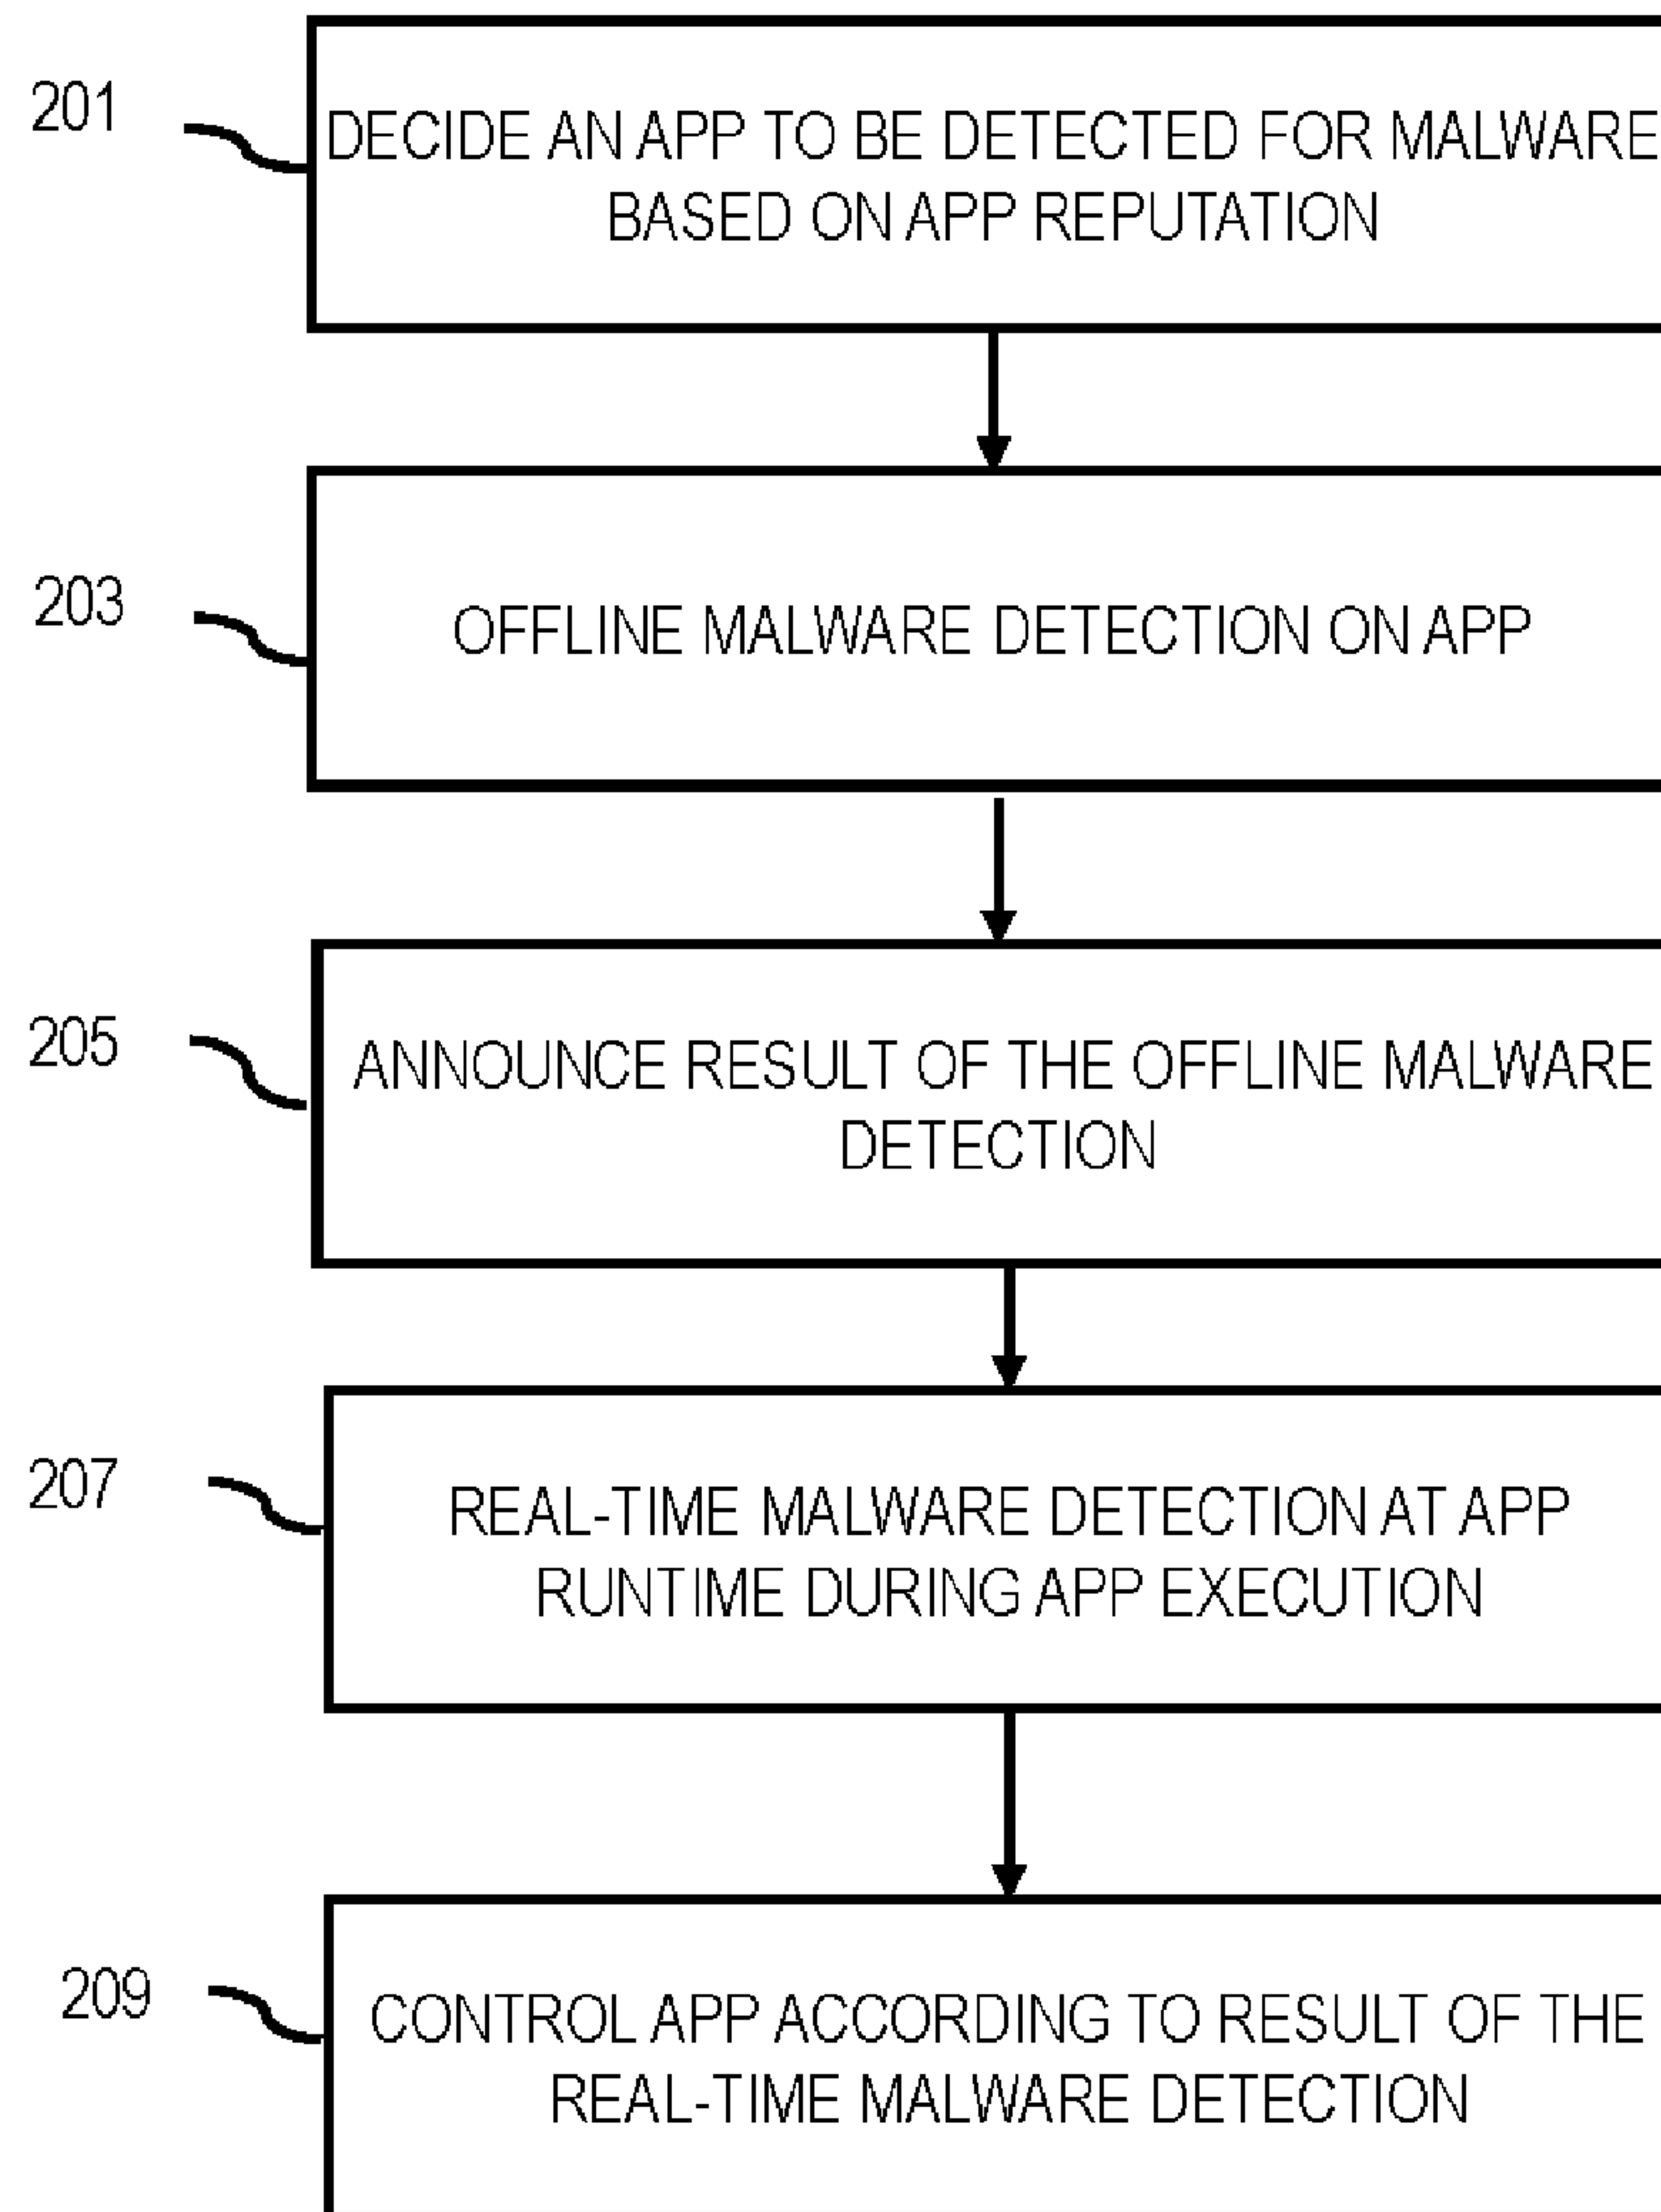 201
DECIDE AN APP TO BE DETECTED FOR MALWARE
BASED ON APP REPUTATION
203
OFFLINE MALWARE DETECTION ON APP
205
ANNOUNCE RESULT OF THE OFFLINE MALWARE
DETECTION
207
REAL-TIME MALWARE DETECTION AT APP
RUNTIME DURING APP EXECUTION
209
CONTROL APP ACCORDING TO RESULT OF THE
REAL-TIME MALWARE DETECTION